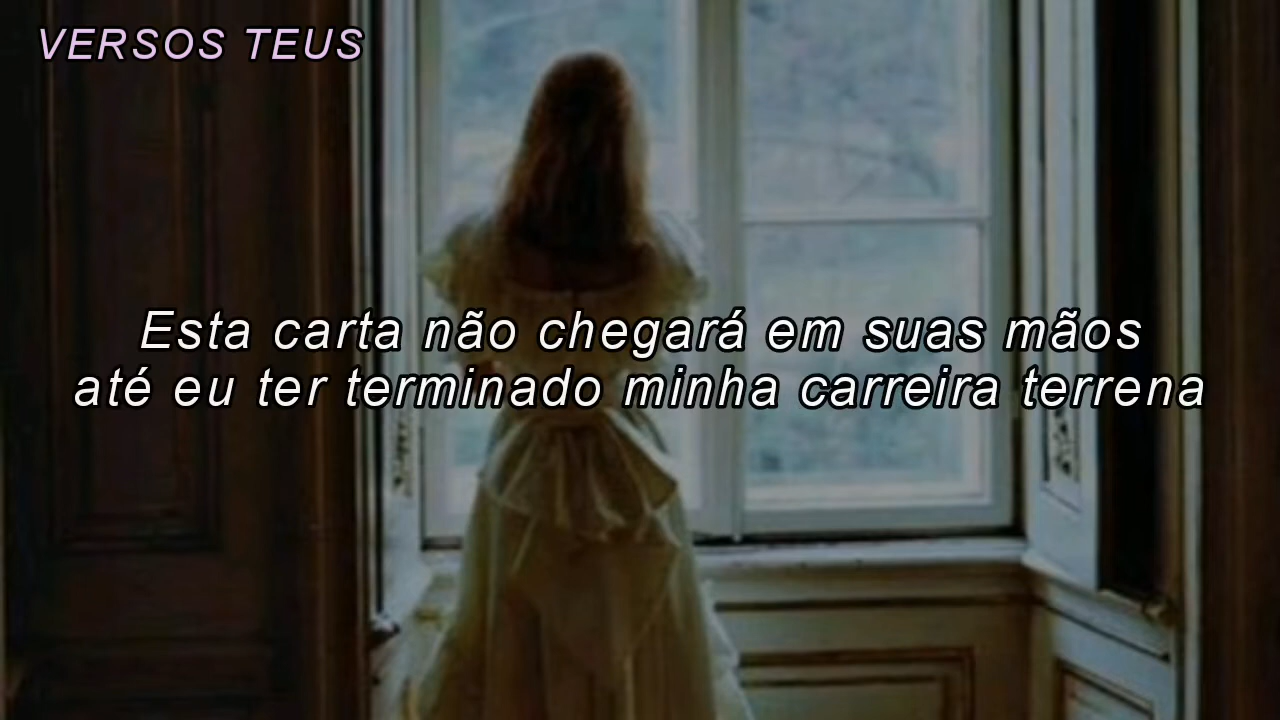 VERSOS TEUS
Esta carta não chegará em suas mãos
até eu ter terminado minha carreira terrena